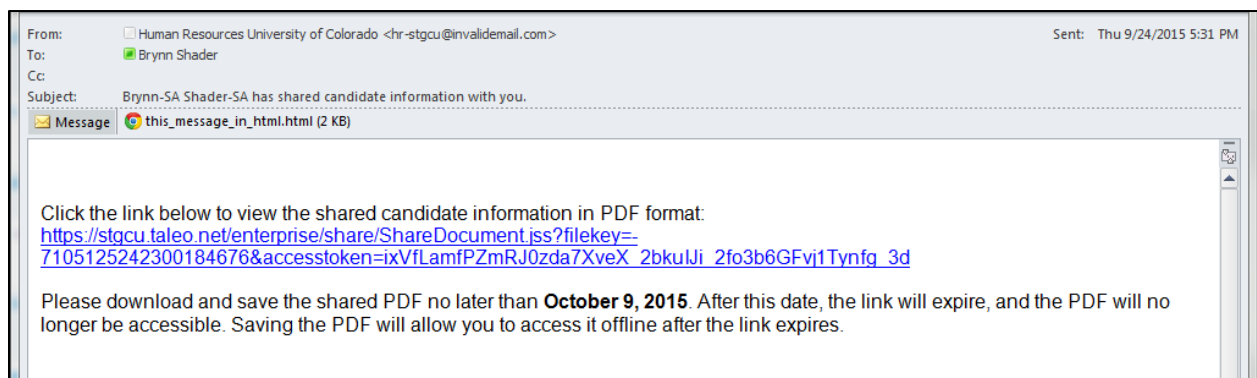 From: Human Resources University of Colorado <hr-stgcu@invalidemail.com> Sent: Thu 9/24/2015 5:31 PM
To: Brynn Shader
Cc:
Subject: Brynn-SA Shader-SA has shared candidate information with you.
Message this_message_in_html.html (2 KB)
Click the link below to view the shared candidate information in PDF format:
https://stgcu.taleo.net/enterprise/share/ShareDocument.jss?filekey=-
7105125242300184676&accesstoken=ixVfLamfPZmRJ0zda7XveX_2bkuIJi_2fo3b6GFvj1Tynfg_3d
Please download and save the shared PDF no later than October 9, 2015. After this date, the link will expire, and the PDF will no
longer be accessible. Saving the PDF will allow you to access it offline after the link expires.